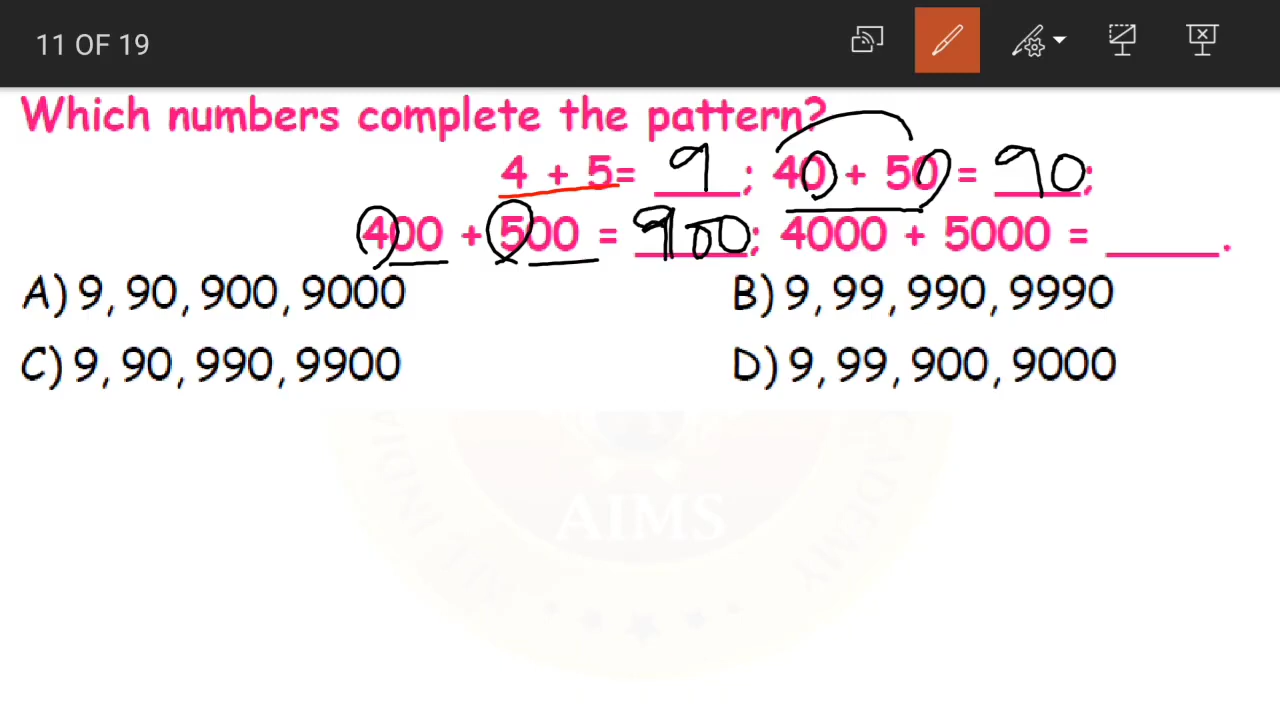 11 OF 19
Which numbers complete the pattern?
4 + 5= 9 ; 40 + 50 = 90;
400 + 500 = 900; 4000 + 5000 = ______.
A) 9, 90, 900, 9000 B) 9, 99, 990, 9990
C) 9, 90, 990, 9900 D) 9, 99, 900, 9000
AIMS